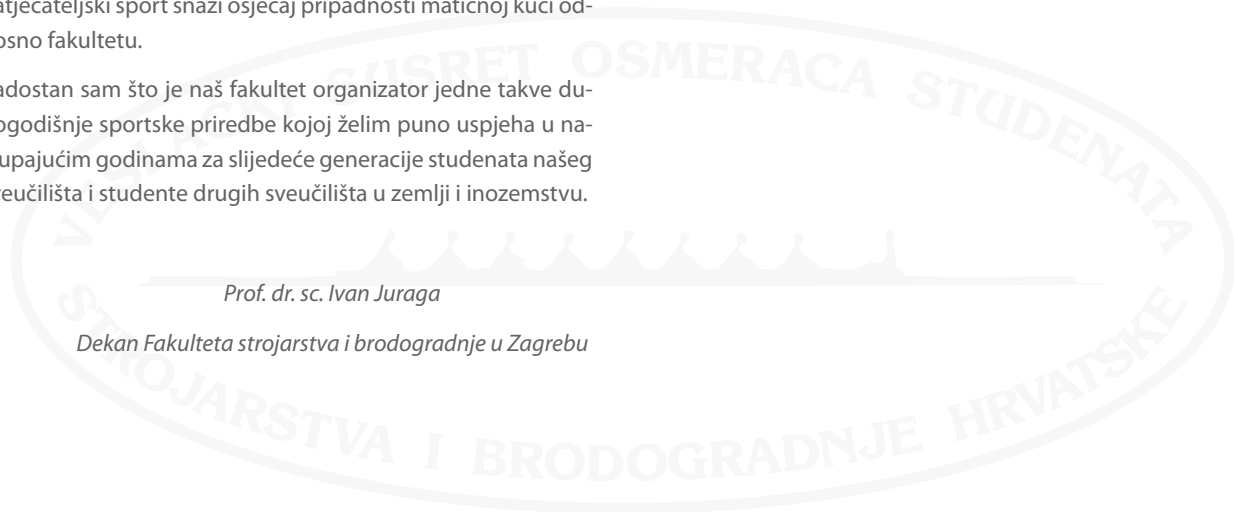 atjecateljski sport snaži osjećaj pripadnosti matičnoj kući od-
osno fakultetu.
adostan sam što je naš fakultet organizator jedne takve du-
ogodišnje sportske priredbe kojoj želim puno uspjeha u na-
upajućim godinama za slijedeće generacije studenata našeg
veučilišta i studente drugih sveučilišta u zemlji i inozemstvu.
Prof. dr. sc. Ivan Juraga
Dekan Fakulteta strojarstva i brodogradnje u Zagrebu
VESLAČKI SUSRET OSMERACA STUDENATA
STROJARSTVA I BRODOGRADNJE HRVATSKE